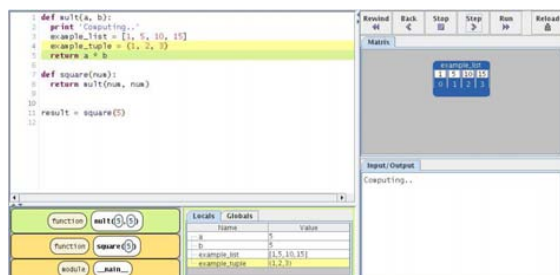 1 def mult(a, b):
2 print 'Computing..'
3 example_list = [1, 5, 10, 15]
4 example_tuple = (1, 2, 3)
5 return a * b
6
7 def square(num):
8 return mult(num, num)
9
10
11 result = square(5)
12
Rewind Back Stop Step Run Reload
Matrix
example_list
1 5 10 15
0 1 2 3
Input/Output
Computing..
function mult(5, 5)
function square(5)
module __main__
Locals Globals
Name Value
a 5
b 5
example_list [1,5,10,15]
example_tuple (1,2,3)